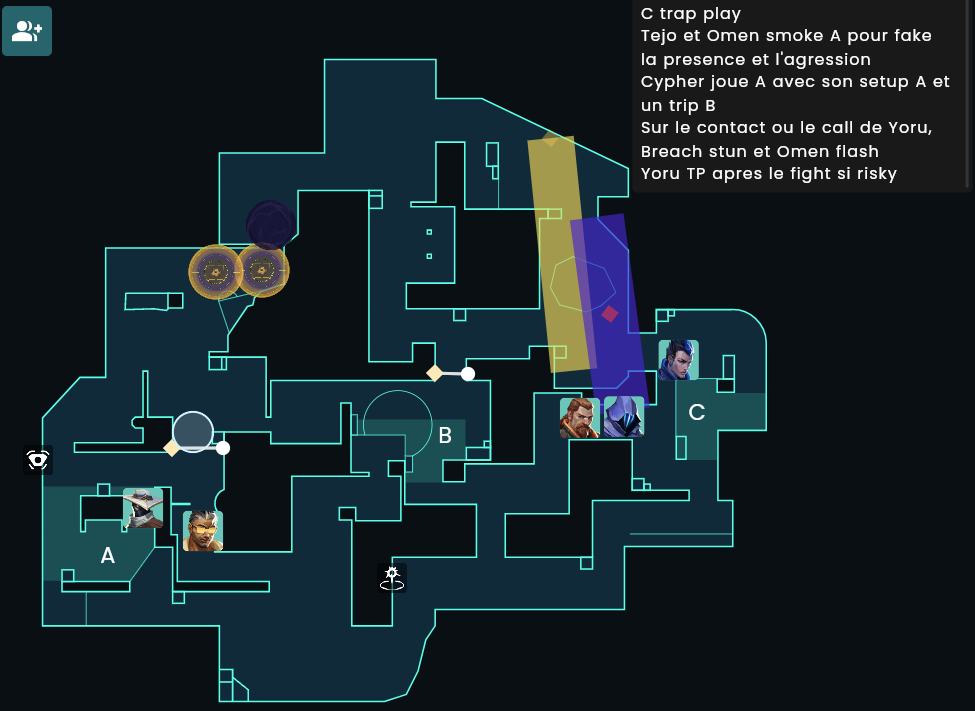 C trap play
Tejo et Omen smoke A pour fake
la presence et l'agression
Cypher joue A avec son setup A et
un trip B
Sur le contact ou le call de Yoru,
Breach stun et Omen flash
Yoru TP apres le fight si risky
C
B
A